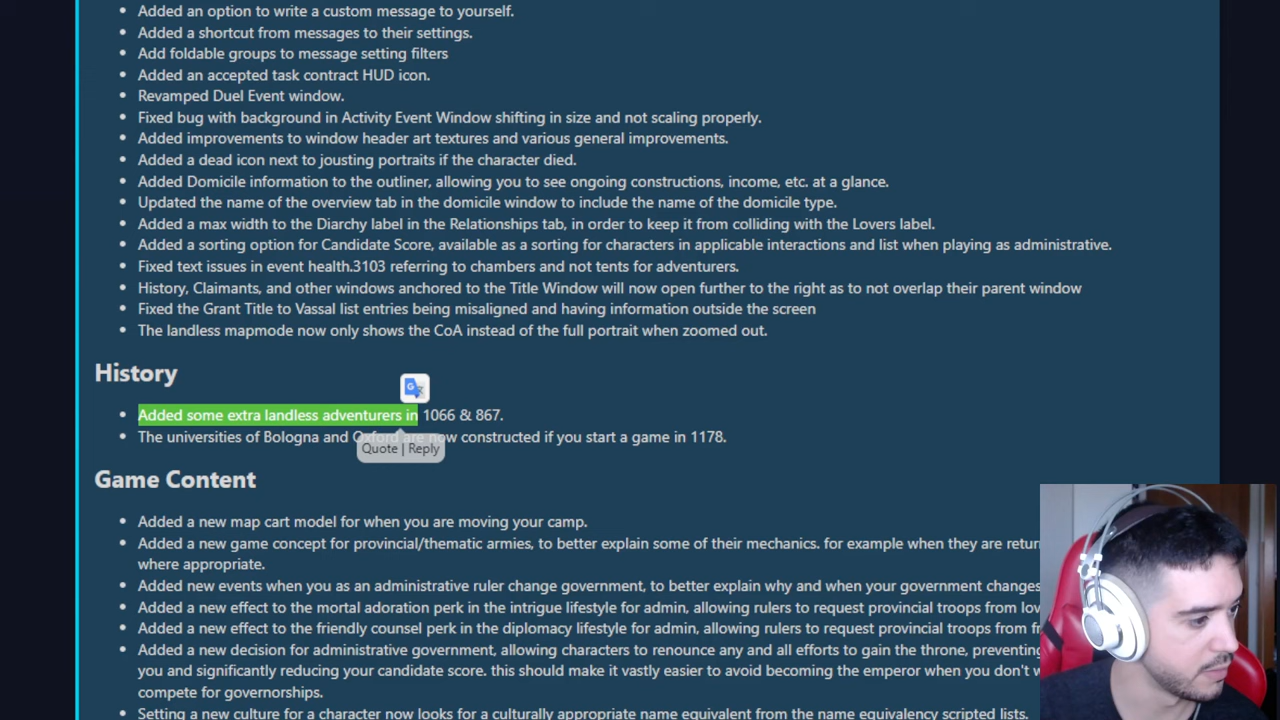 Added an option to write a custom message to yourself.
Added a shortcut from messages to their settings.
Add foldable groups to message setting filters
Added an accepted task contract HUD icon.
Revamped Duel Event window.
Fixed bug with background in Activity Event Window shifting in size and not scaling properly.
Added improvements to window header art textures and various general improvements.
Added a dead icon next to jousting portraits if the character died.
Added Domicile information to the outliner, allowing you to see ongoing constructions, income, etc. at a glance.
Updated the name of the overview tab in the domicile window to include the name of the domicile type.
Added a max width to the Diarchy label in the Relationships tab, in order to keep it from colliding with the Lovers label.
Added a sorting option for Candidate Score, available as a sorting for characters in applicable interactions and list when playing as administrative.
Fixed text issues in event health.3103 referring to chambers and not tents for adventurers.
History, Claimants, and other windows anchored to the Title Window will now open further to the right as to not overlap their parent window
Fixed the Grant Title to Vassal list entries being misaligned and having information outside the screen
The landless mapmode now only shows the CoA instead of the full portrait when zoomed out.
History
Added some extra landless adventurers in 1066 & 867.
The universities of Bologna and Oxford are now constructed if you start a game in 1178.
Quote | Reply
Game Content
Added a new map cart model for when you are moving your camp.
Added a new game concept for provincial/thematic armies, to better explain some of their mechanics. for example when they are
where appropriate.
Added new events when you as an administrative ruler change government, to better explain why and when your government changes
Added a new effect to the mortal adoration perk in the intrigue lifestyle for admin, allowing rulers to request provincial troops from
Added a new effect to the friendly counsel perk in the diplomacy lifestyle for admin, allowing rulers to request provincial troops from
Added a new decision for administrative government, allowing characters to renounce any and all efforts to gain the throne,
you and significantly reducing your candidate score. this should make it vastly easier to avoid becoming the emperor when you don't
compete for governorships.
Setting a new culture for a character now looks for a culturally appropriate name equivalent from the name equivalency scripted lists.